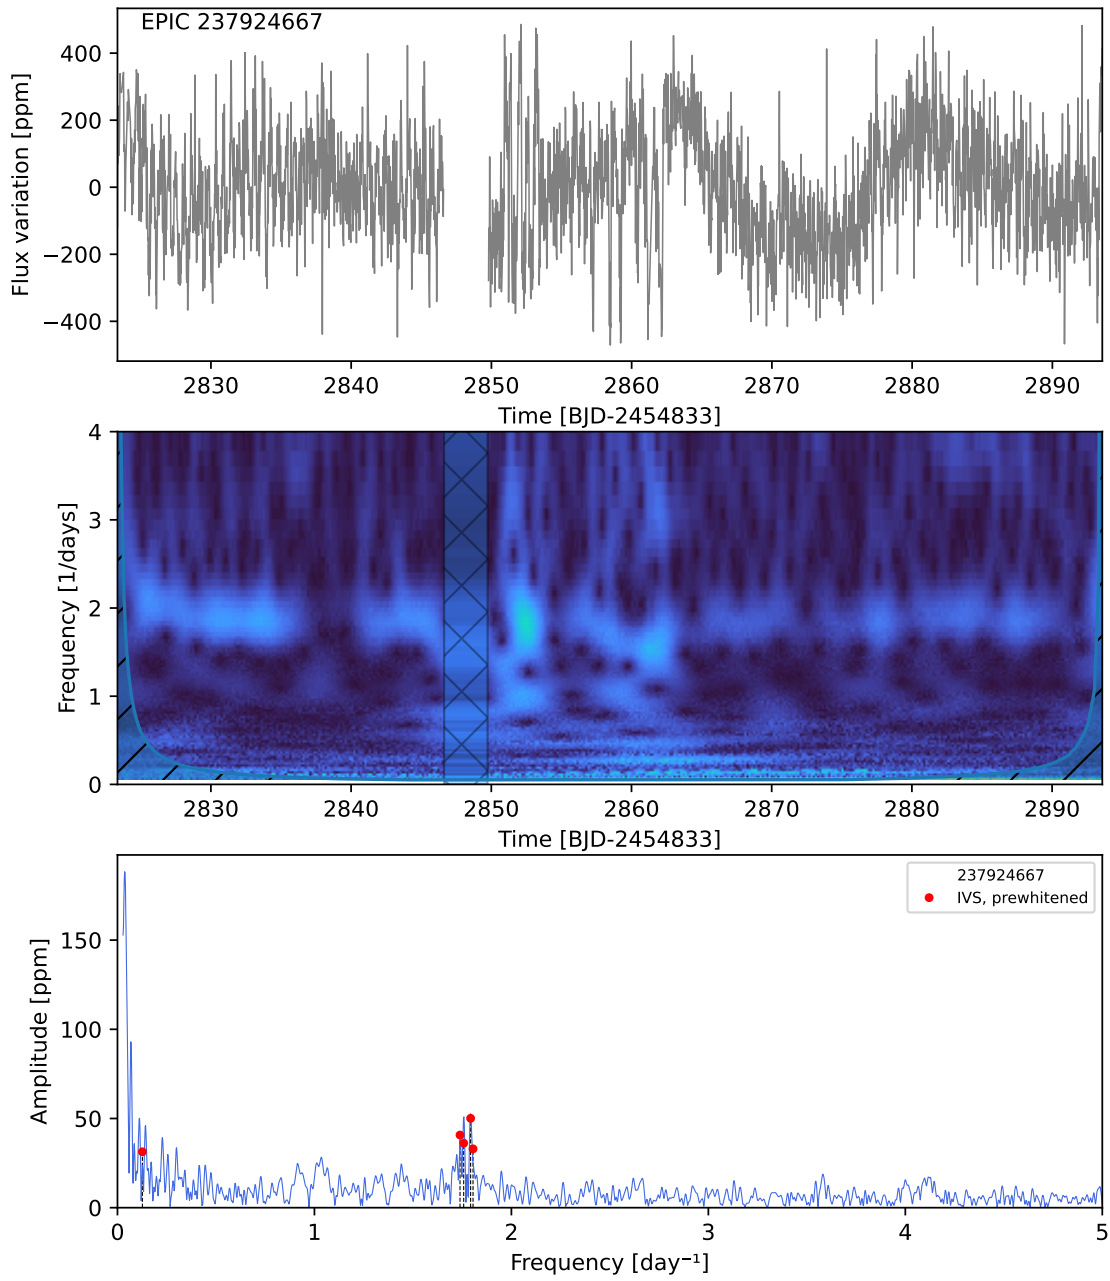 EPIC 237924667
400
200
0
−200
−400
Flux variation [ppm]
2830 2840 2850 2860 2870 2880 2890
Time [BJD-2454833]
4
3
2
1
0
Frequency [1/days]
2830 2840 2850 2860 2870 2880 2890
Time [BJD-2454833]
237924667
IVS, prewhitened
150
100
50
0
Amplitude [ppm]
0 1 2 3 4 5
Frequency [day⁻¹]